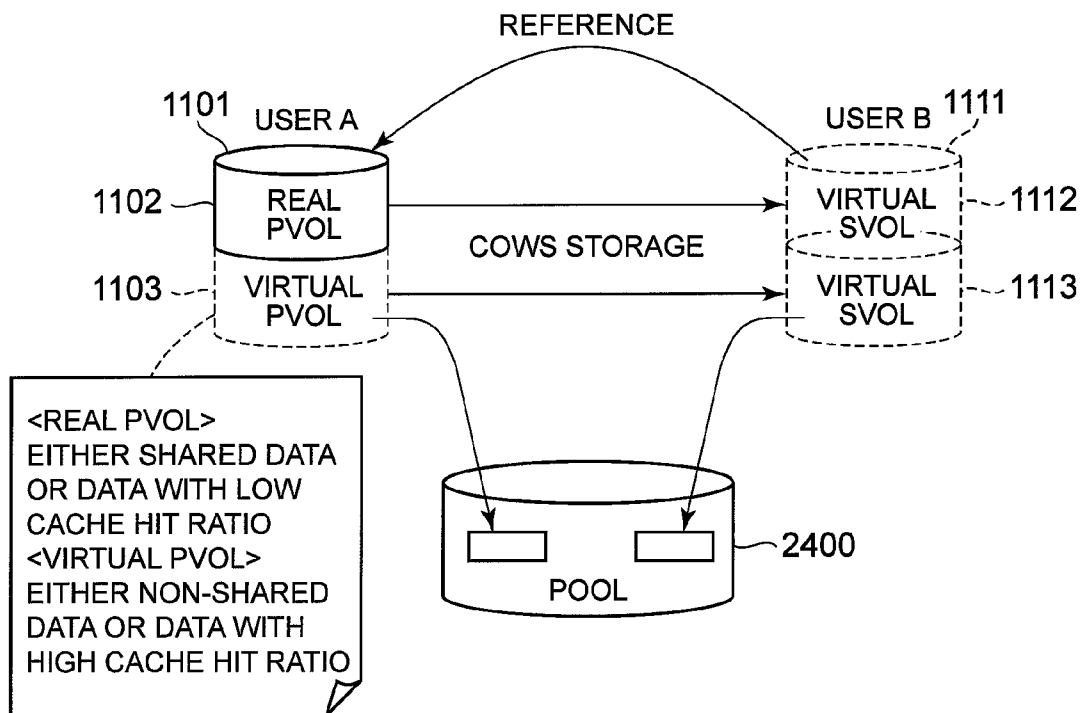 REFERENCE
1101
USER A
USER B
1111
1102
REAL
PVOL
VIRTUAL
SVOL
1112
COWS STORAGE
1103
VIRTUAL
PVOL
VIRTUAL
SVOL
1113
<REAL PVOL>
EITHER SHARED DATA
OR DATA WITH LOW
CACHE HIT RATIO
<VIRTUAL PVOL>
EITHER NON-SHARED
DATA OR DATA WITH
HIGH CACHE HIT RATIO
2400
POOL